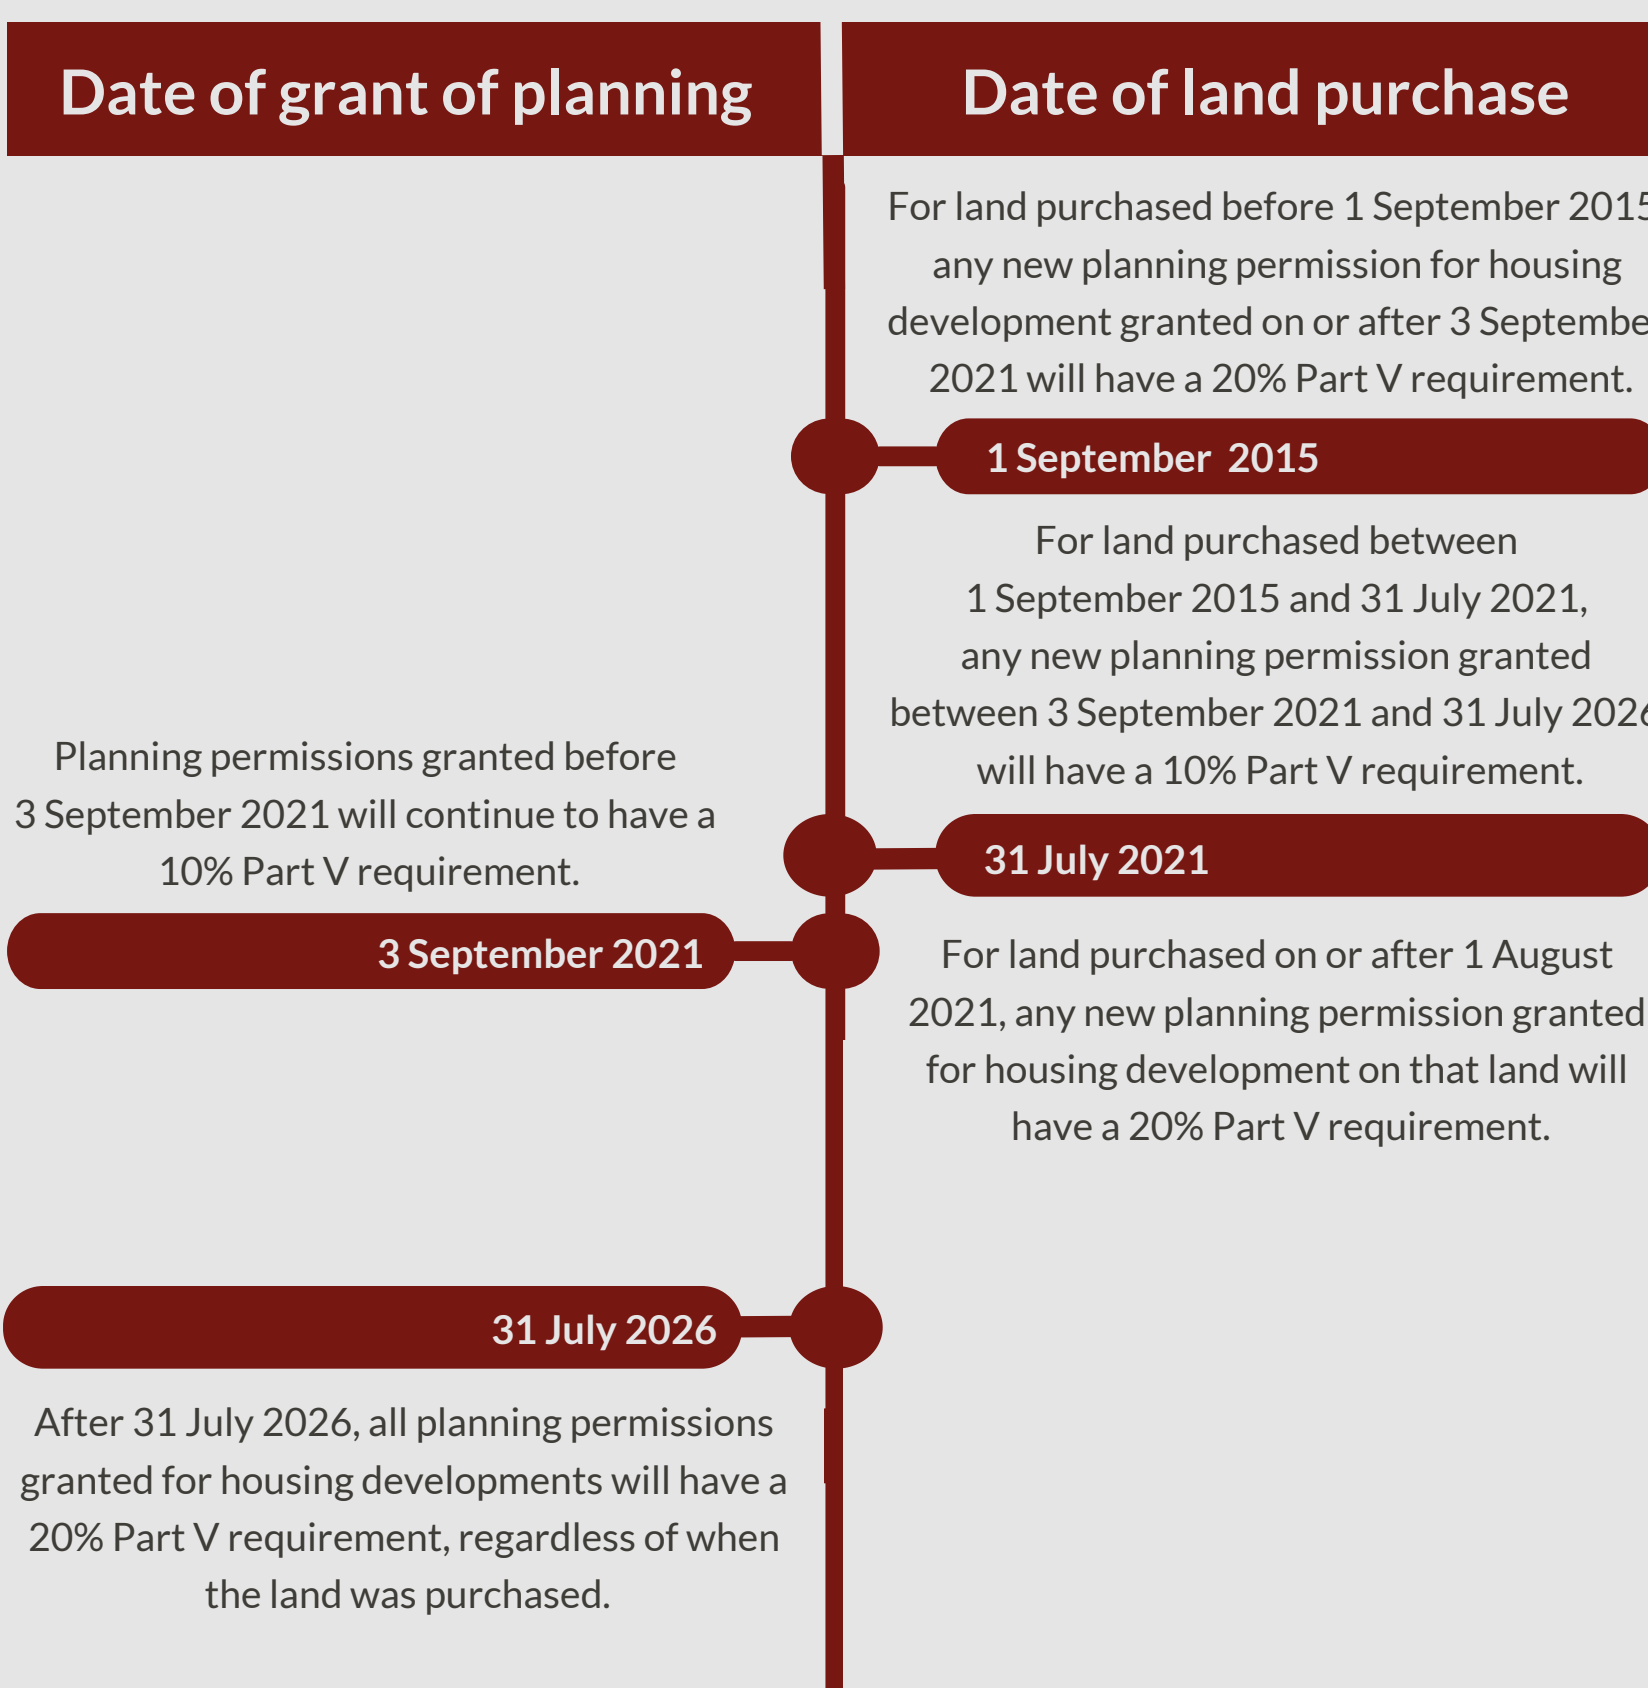 Date of grant of planning
Planning permissions granted before
3 September 2021 will continue to have a
10% Part V requirement.
3 September 2021
31 July 2026
After 31 July 2026, all planning permissions
granted for housing developments will have a
20% Part V requirement, regardless of when
the land was purchased.
Date of land purchase
For land purchased before 1 September 2015
any new planning permission for housing
development granted on or after 3 Septembe
2021 will have a 20% Part V requirement.
1 September 2015
For land purchased between
1 September 2015 and 31 July 2021,
any new planning permission granted
between 3 September 2021 and 31 July 2026
will have a 10% Part V requirement.
31 July 2021
For land purchased on or after 1 August
2021, any new planning permission granted
for housing development on that land will
have a 20% Part V requirement.